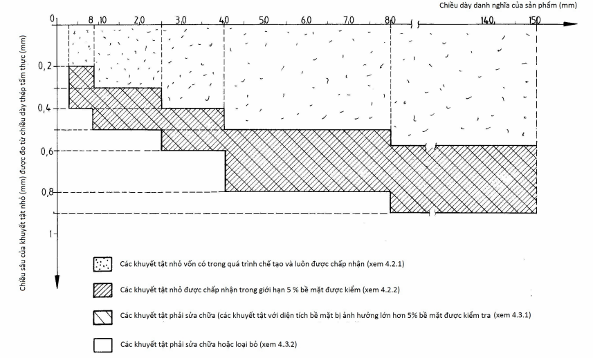 Chiều dày danh nghĩa của sản phẩm (mm)
0 8 10 2,0 3,0 4,0 6,0 7,0 8,0 14,0 150
0,2
0,4
0,6
0,8
1
Chiều sâu của khuyết tật nhỏ (mm) được đo từ chiều dày thép tấm thực (mm)
Các khuyết tật nhỏ vốn có trong quá trình chế tạo và luôn được chấp nhận (xem 4.2.1)
Các khuyết tật nhỏ được chấp nhận trong giới hạn 5 % bề mặt được kiểm (xem 4.2.2)
Các khuyết tật phải sửa chữa (các khuyết tật với diện tích bề mặt bị ảnh hưởng lớn hơn 5% bề mặt được kiểm tra (xem 4.3.1)
Các khuyết tật phải sửa chữa hoặc loại bỏ (xem 4.3.2)